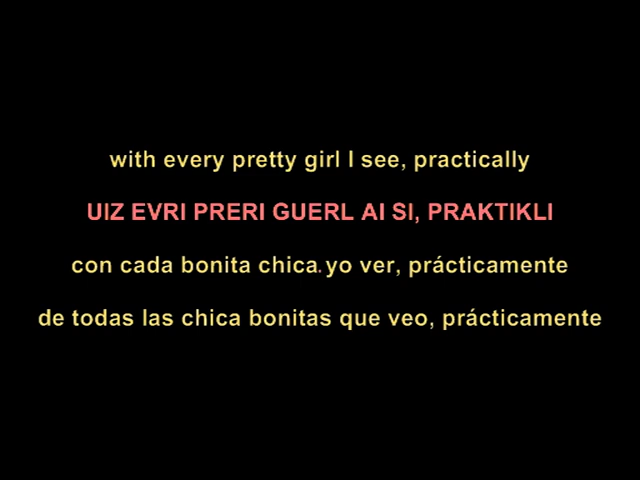 with every pretty girl I see, practically
UIZ EVRI PRERI GUERL AI SI, PRAKTIKLI
con cada bonita chica.yo ver, prácticamente
de todas las chica bonitas que veo, prácticamente